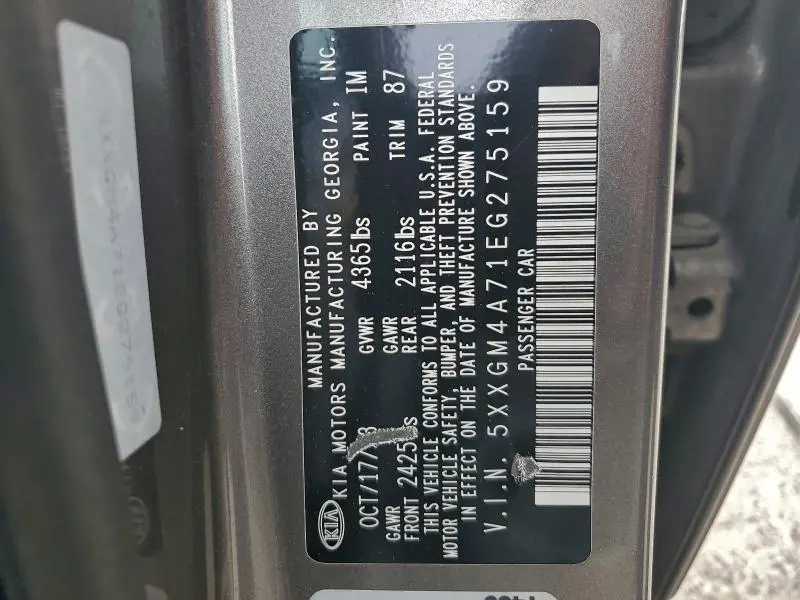 KIA
MANUFACTURED BY
KIA MOTORS MANUFACTURING GEORGIA, INC.
GVWR 4365lbs PAINT IM
GAWR FRONT GAWR REAR 2116lbs TRIM 87
THIS VEHICLE CONFORMS TO ALL APPLICABLE U.S.A. FEDERAL
MOTOR VEHICLE SAFETY, BUMPER, AND THEFT PREVENTION STANDARDS
IN EFFECT ON THE DATE OF MANUFACTURE SHOWN ABOVE.
V.I.N. 5XXGM4A71EG275159
PASSENGER CAR